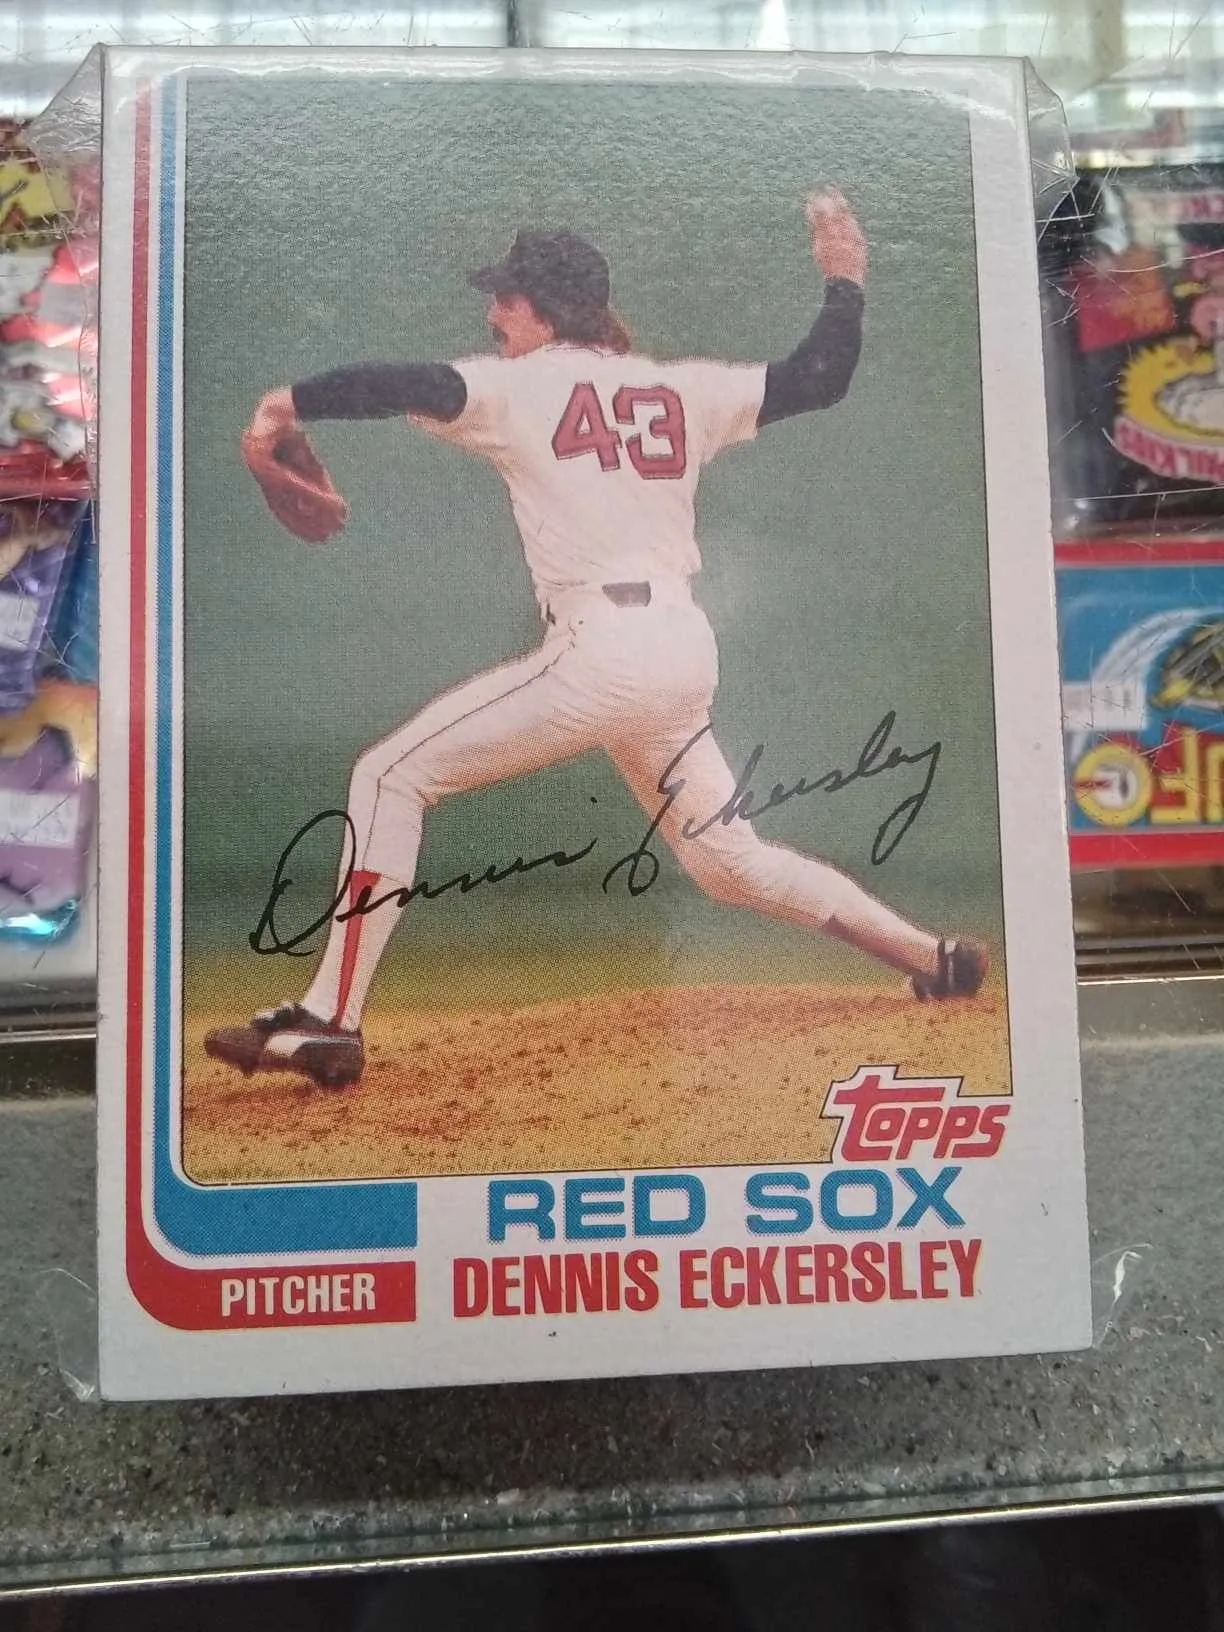 43
Dennis Eckersley
topps
RED SOX
PITCHER
DENNIS ECKERSLEY